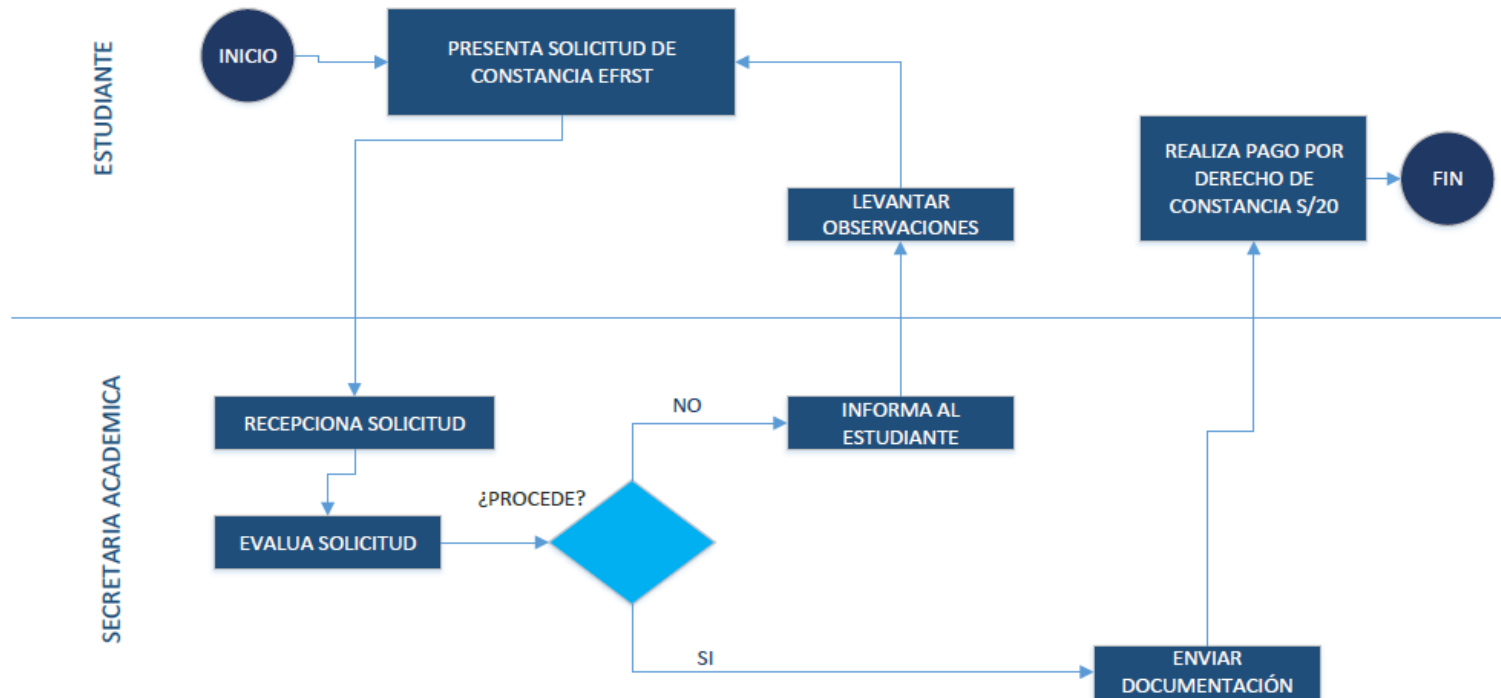 ESTUDIANTE
INICIO
PRESENTA SOLICITUD DE
CONSTANCIA EFRST
LEVANTAR
OBSERVACIONES
REALIZA PAGO POR
DERECHO DE
CONSTANCIA S/20
FIN
SECRETARIA ACADEMICA
RECEPCIONA SOLICITUD
EVALUA SOLICITUD
¿PROCEDE?
NO
INFORMA AL
ESTUDIANTE
SI
ENVIAR
DOCUMENTACIÓN